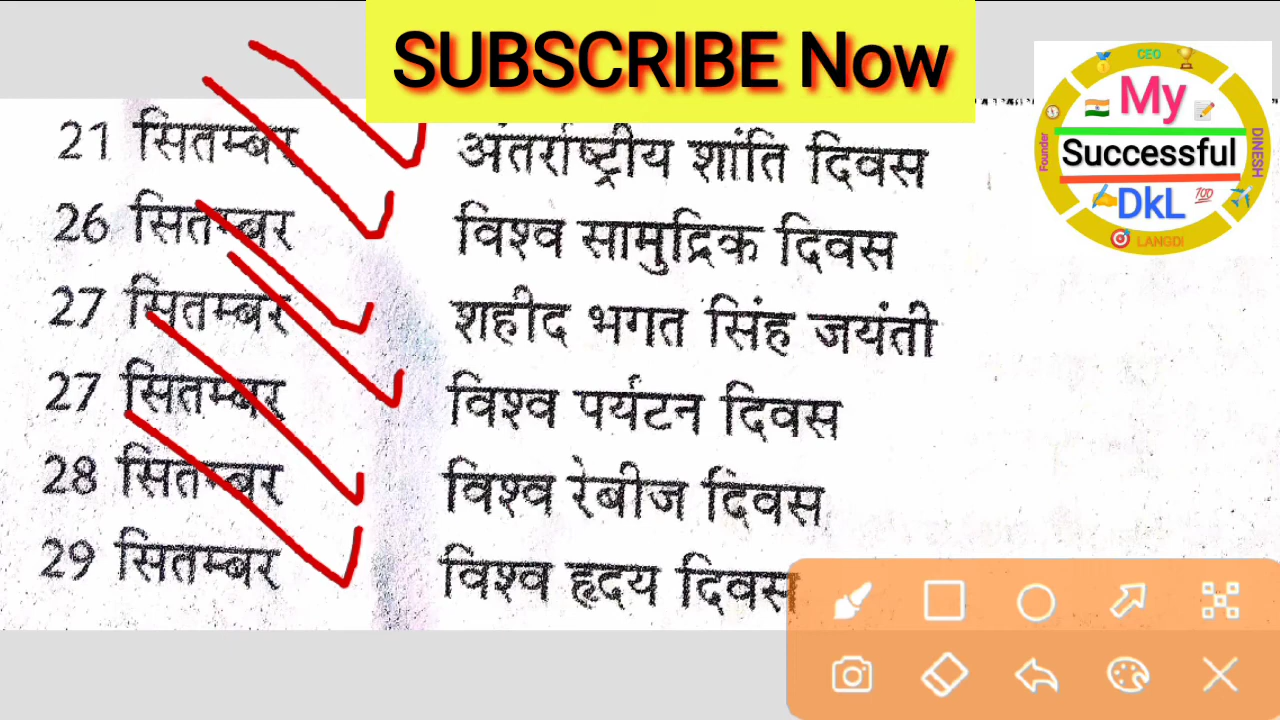 SUBSCRIBE Now
21 सितम्बर अंतर्राष्ट्रीय शांति दिवस
26 सितम्बर विश्व सामुद्रिक दिवस
27 सितम्बर शहीद भगत सिंह जयंती
27 सितम्बर विश्व पर्यटन दिवस
28 सितम्बर विश्व रेबीज दिवस
29 सितम्बर विश्व हृदय दिवस
CEO
My
Successful
DkL
100
Founder
DINESH
LANGDI